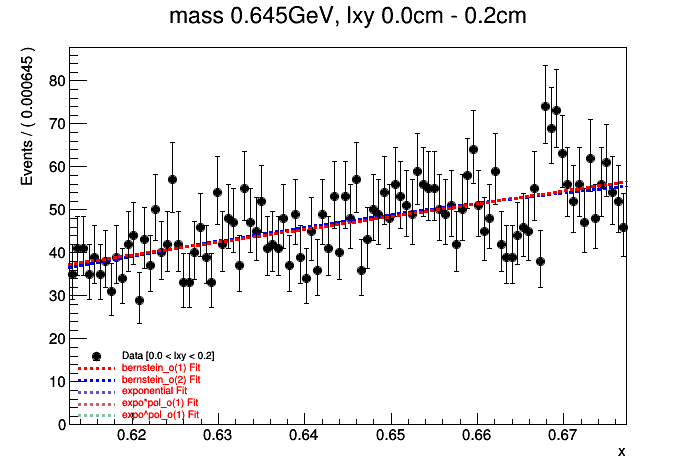 mass 0.645GeV, lxy 0.0cm - 0.2cm
Events / ( 0.000645 )
80
70
60
50
40
30
20
10
0
Data [0.0 < lxy < 0.2]
bernstein_o(1) Fit
bernstein_o(2) Fit
exponential Fit
expo*pol_o(1) Fit
expo^pol_o(1) Fit
0.62 0.63 0.64 0.65 0.66 0.67
x